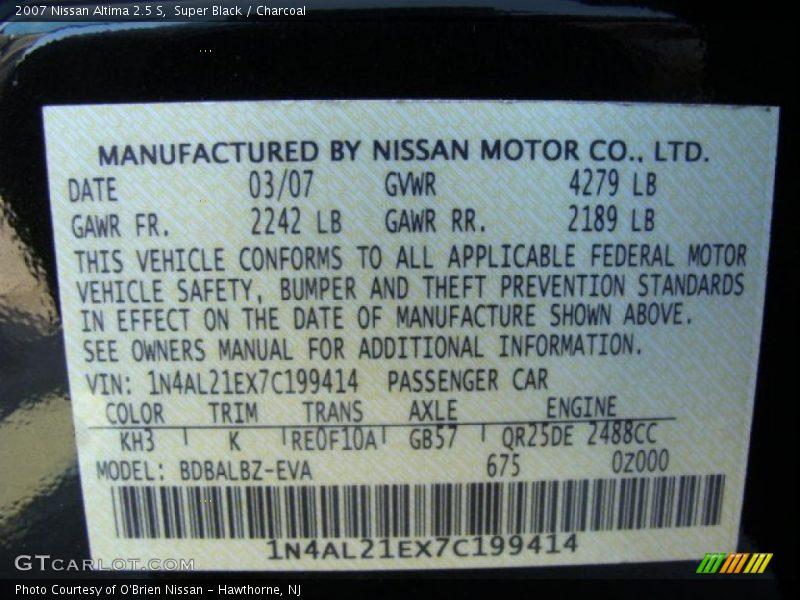 2007 Nissan Altima 2.5 S, Super Black / Charcoal
MANUFACTURED BY NISSAN MOTOR CO., LTD.
DATE 03/07 GVWR 4279 LB
GAWR FR. 2242 LB GAWR RR. 2189 LB
THIS VEHICLE CONFORMS TO ALL APPLICABLE FEDERAL MOTOR
VEHICLE SAFETY, BUMPER AND THEFT PREVENTION STANDARDS
IN EFFECT ON THE DATE OF MANUFACTURE SHOWN ABOVE.
SEE OWNERS MANUAL FOR ADDITIONAL INFORMATION.
VIN: 1N4AL21EX7C199414 PASSENGER CAR
COLOR TRIM TRANS AXLE ENGINE
KH3 K RE0F10A GB57 QR25DE 2488CC
MODEL: BDBALBZ-EVA 675 0Z000
1N4AL21EX7C199414
GTCARLOT.COM
Photo Courtesy of O'Brien Nissan - Hawthorne, NJ